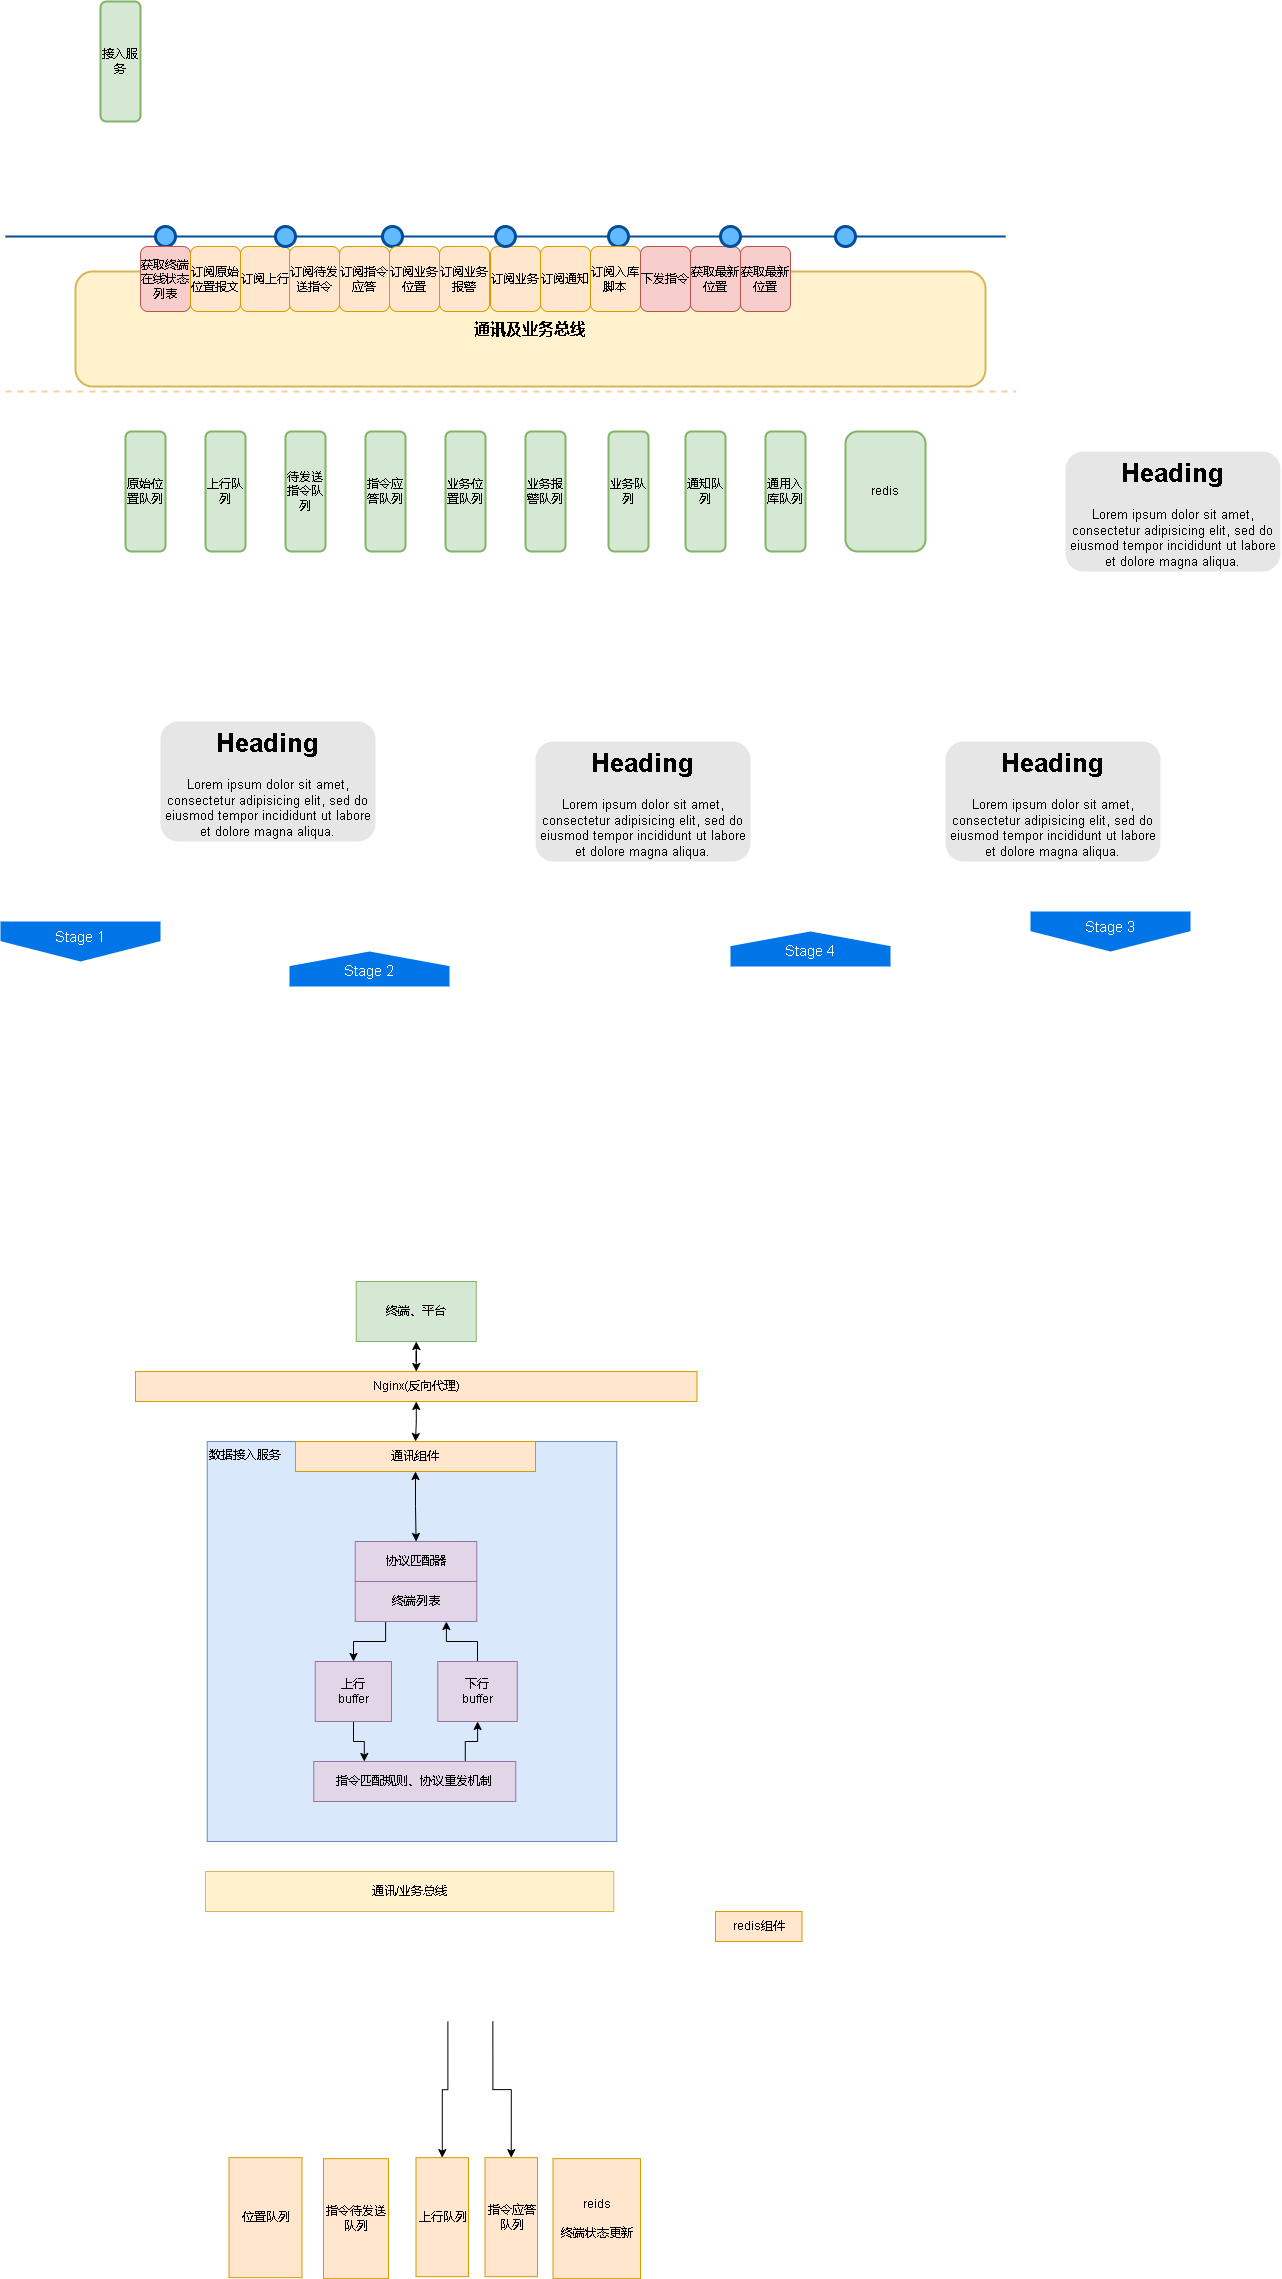 接入服
务
获取终端
在线状态
列表
订阅原始
位置报文
订阅上行
订阅待发
送指令
订阅指令
应答
订阅业务
位置
订阅业务
报警
订阅业务
订阅通知
订阅入库
脚本
下发指令
获取最新
位置
获取最新
位置
通讯及业务总线
原始位
置队列
上行队
列
待发送
指令队
列
指令应
答队列
业务位
置队列
业务报
警队列
业务队
列
通知队
列
通用入
库队列
redis
Heading
Lorem ipsum dolor sit amet,
consectetur adipisicing elit, sed do
eiusmod tempor incididunt ut labore
et dolore magna aliqua.
Heading
Lorem ipsum dolor sit amet,
consectetur adipisicing elit, sed do
eiusmod tempor incididunt ut labore
et dolore magna aliqua.
Heading
Lorem ipsum dolor sit amet,
consectetur adipisicing elit, sed do
eiusmod tempor incididunt ut labore
et dolore magna aliqua.
Heading
Lorem ipsum dolor sit amet,
consectetur adipisicing elit, sed do
eiusmod tempor incididunt ut labore
et dolore magna aliqua.
Stage 1
Stage 2
Stage 4
Stage 3
终端、平台
Nginx(反向代理)
数据接入服务
通讯组件
协议匹配器
终端列表
上行
buffer
下行
buffer
指令匹配规则、协议重发机制
通讯/业务总线
redis组件
位置队列
指令待发送
队列
上行队列
指令应答
队列
reids
终端状态更新